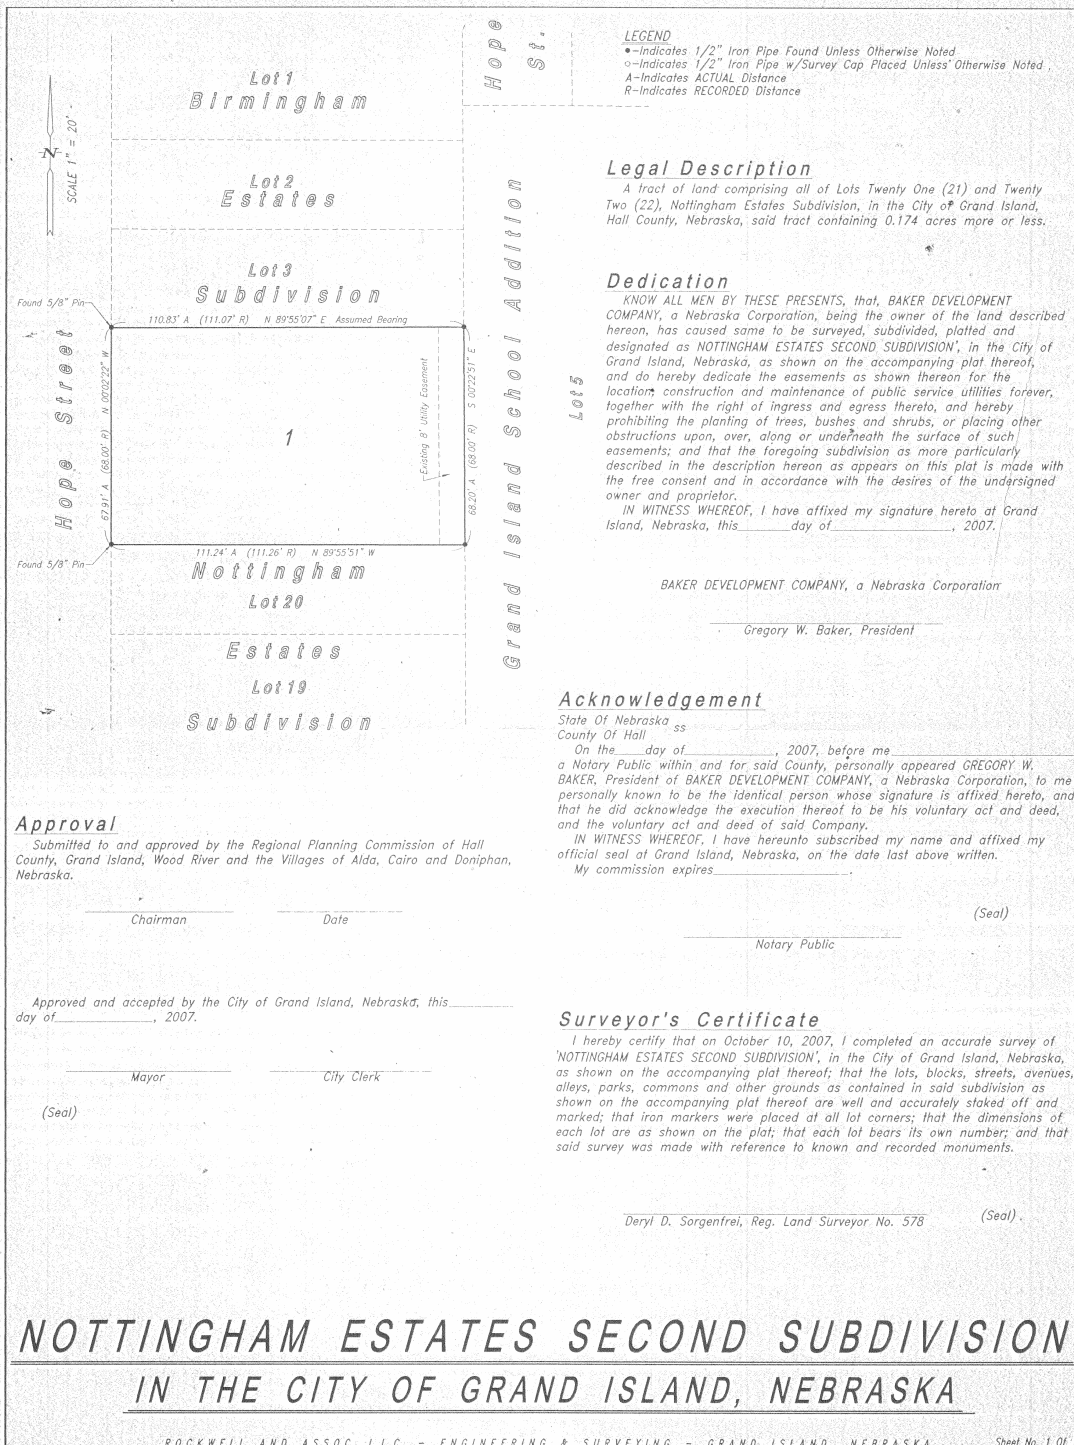 LEGEND
●-Indicates 1/2" Iron Pipe Found Unless Otherwise Noted
○-Indicates 1/2" Iron Pipe w/Survey Cap Placed Unless Otherwise Noted
A-Indicates ACTUAL Distance
R-Indicates RECORDED Distance
Hope
St.
Lot 1
Birmingham
N
SCALE 1" = 20'
Lot 2
Estates
Lot 3
Subdivision
Found 5/8" Pin
110.83' A (111.07' R) N 89°55'07" E Assumed Bearing
Hope Street
67.91' A (68.00' R) N 00°02'22" W
1
Existing 8' Utility Easement
68.20' A (68.00' R) S 00°22'51" E
Grand Island School Addition
Lot 5
111.24' A (111.26' R) N 89°55'51" W
Found 5/8" Pin
Nottingham
Lot 20
Estates
Lot 19
Subdivision
Legal Description
A tract of land comprising all of Lots Twenty One (21) and Twenty
Two (22), Nottingham Estates Subdivision, in the City of Grand Island,
Hall County, Nebraska, said tract containing 0.174 acres more or less.
Dedication
KNOW ALL MEN BY THESE PRESENTS, that, BAKER DEVELOPMENT
COMPANY, a Nebraska Corporation, being the owner of the land described
hereon, has caused same to be surveyed, subdivided, platted and
designated as NOTTINGHAM ESTATES SECOND SUBDIVISION', in the City of
Grand Island, Nebraska, as shown on the accompanying plat thereof,
and do hereby dedicate the easements as shown thereon for the
location, construction and maintenance of public service utilities forever,
together with the right of ingress and egress thereto, and hereby
prohibiting the planting of trees, bushes and shrubs, or placing other
obstructions upon, over, along or underneath the surface of such
easements; and that the foregoing subdivision as more particularly
described in the description hereon as appears on this plat is made with
the free consent and in accordance with the desires of the undersigned
owner and proprietor.
IN WITNESS WHEREOF, I have affixed my signature hereto at Grand
Island, Nebraska, this______day of______________, 2007.
BAKER DEVELOPMENT COMPANY, a Nebraska Corporation
Gregory W. Baker, President
Acknowledgement
State Of Nebraska
ss
County Of Hall
On the____day of___________, 2007, before me______________________
a Notary Public within and for said County, personally appeared GREGORY W.
BAKER, President of BAKER DEVELOPMENT COMPANY, a Nebraska Corporation, to me
personally known to be the identical person whose signature is affixed hereto, and
that he did acknowledge the execution thereof to be his voluntary act and deed,
and the voluntary act and deed of said Company.
IN WITNESS WHEREOF, I have hereunto subscribed my name and affixed my
official seal at Grand Island, Nebraska, on the date last above written.
My commission expires________________.
(Seal)
Notary Public
Approval
Submitted to and approved by the Regional Planning Commission of Hall
County, Grand Island, Wood River and the Villages of Alda, Cairo and Doniphan,
Nebraska.
Chairman Date
Approved and accepted by the City of Grand Island, Nebraska, this________
day of____________, 2007.
Mayor City Clerk
(Seal)
Surveyor's Certificate
I hereby certify that on October 10, 2007, I completed an accurate survey of
'NOTTINGHAM ESTATES SECOND SUBDIVISION', in the City of Grand Island, Nebraska,
as shown on the accompanying plat thereof; that the lots, blocks, streets, avenues,
alleys, parks, commons and other grounds as contained in said subdivision as
shown on the accompanying plat thereof are well and accurately staked off and
marked; that iron markers were placed at all lot corners; that the dimensions of
each lot are as shown on the plat; that each lot bears its own number; and that
said survey was made with reference to known and recorded monuments.
Deryl D. Sorgenfrei, Reg. Land Surveyor No. 578 (Seal)
NOTTINGHAM ESTATES SECOND SUBDIVISION
IN THE CITY OF GRAND ISLAND, NEBRASKA
ROCKWELL AND ASSOC. LLC - ENGINEERING & SURVEYING - GRAND ISLAND, NEBRASKA Sheet No. 1 Of